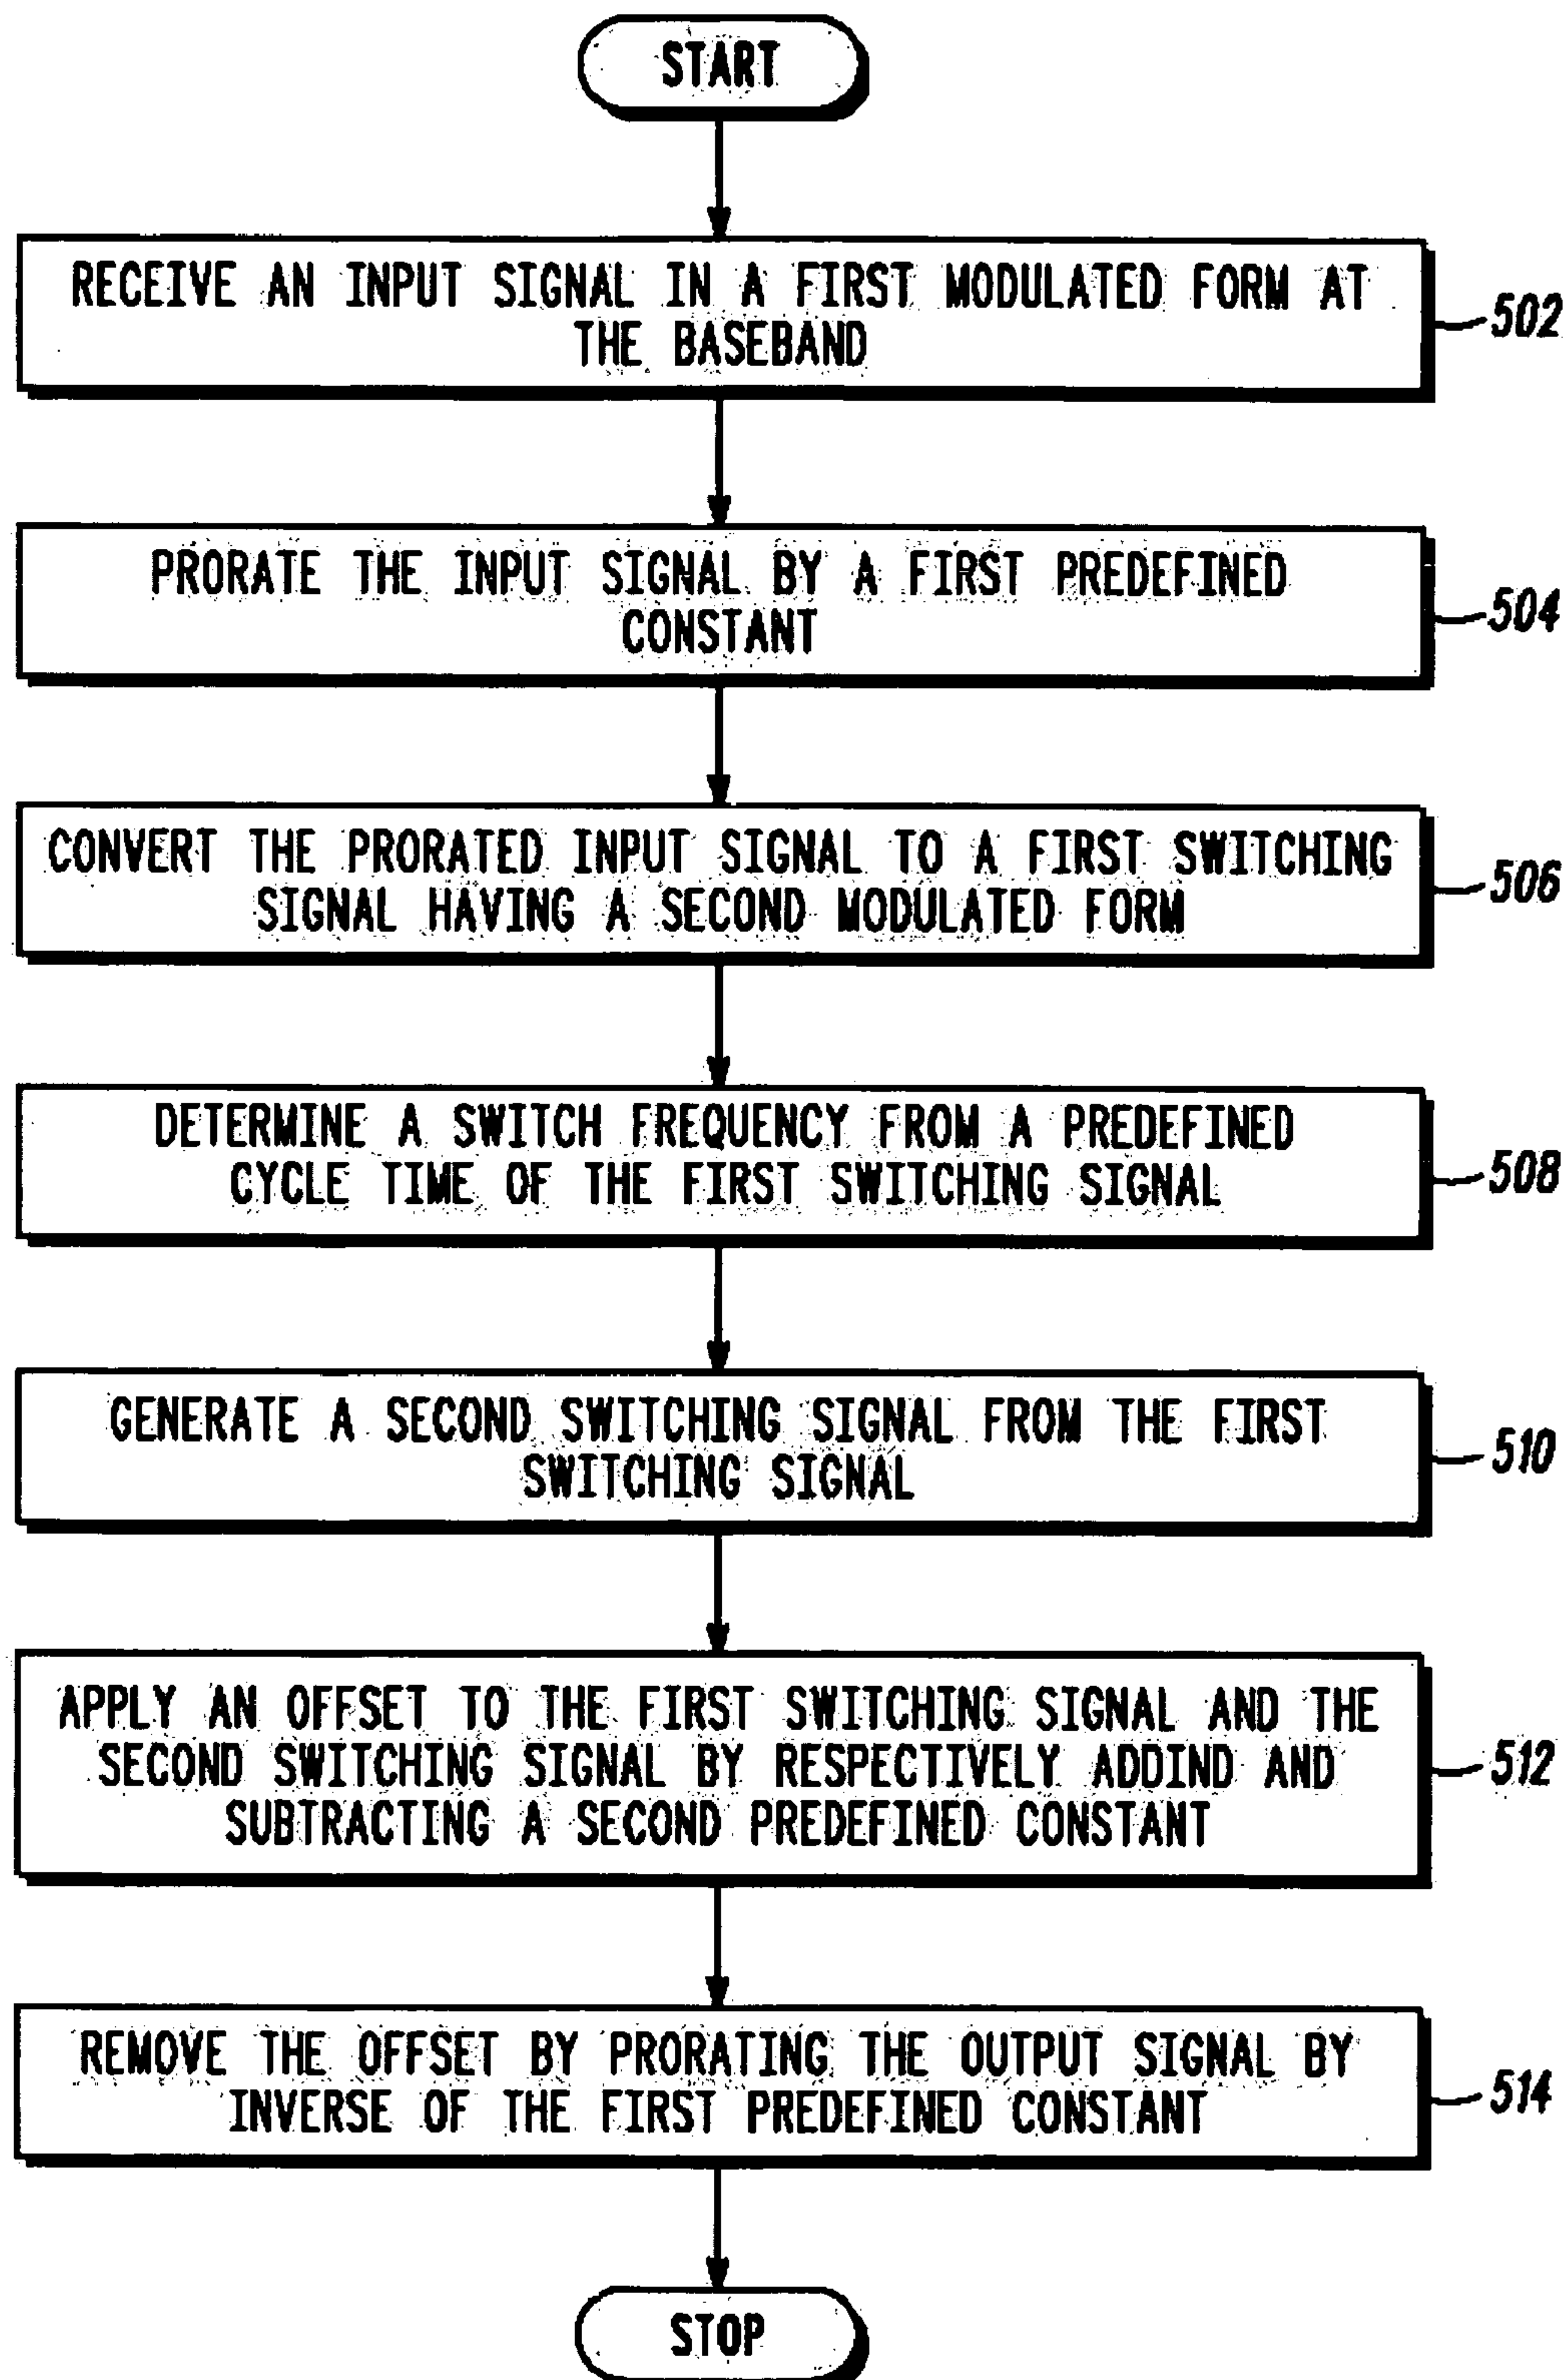 START
RECEIVE AN INPUT SIGNAL IN A FIRST MODULATED FORM AT
THE BASEBAND
502
PRORATE THE INPUT SIGNAL BY A FIRST PREDEFINED
CONSTANT
504
CONVERT THE PRORATED INPUT SIGNAL TO A FIRST SWITCHING
SIGNAL HAVING A SECOND MODULATED FORM
506
DETERMINE A SWITCH FREQUENCY FROM A PREDEFINED
CYCLE TIME OF THE FIRST SWITCHING SIGNAL
508
GENERATE A SECOND SWITCHING SIGNAL FROM THE FIRST
SWITCHING SIGNAL
510
APPLY AN OFFSET TO THE FIRST SWITCHING SIGNAL AND THE
SECOND SWITCHING SIGNAL BY RESPECTIVELY ADDIND AND
SUBTRACTING A SECOND PREDEFINED CONSTANT
512
REMOVE THE OFFSET BY PRORATING THE OUTPUT SIGNAL BY
INVERSE OF THE FIRST PREDEFINED CONSTANT
514
STOP